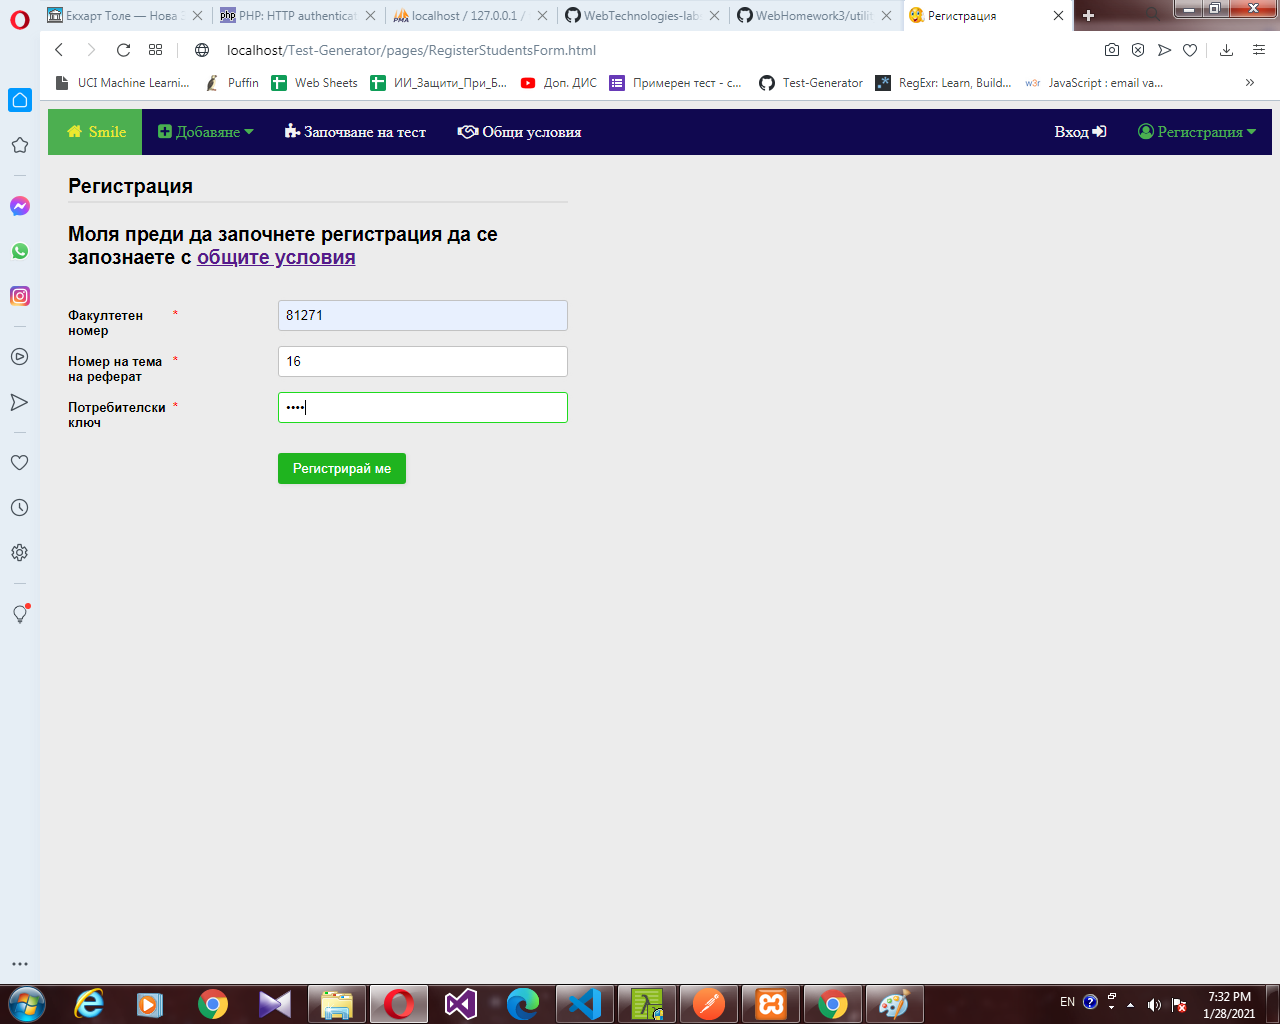 Екхарт Толе — Нова З
PHP: HTTP authenticat
localhost / 127.0.0.1 /
WebTechnologies-lab
WebHomework3/utilit
Регистрация
localhost/Test-Generator/pages/RegisterStudentsForm.html
UCI Machine Learni...
Puffin
Web Sheets
ИИ_Защити_При_Б...
Доп. ДИС
Примерен тест - с...
Test-Generator
RegExr: Learn, Build...
w3r JavaScript : email va...
»
Smile
Добавяне
Започване на тест
Общи условия
Вход
Регистрация
Регистрация
Моля преди да започнете регистрация да се
запознаете с общите условия
Факултетен *
номер
81271
Номер на тема *
на реферат
16
Потребителски *
ключ
••••
Регистрирай ме
EN
7:32 PM
1/28/2021